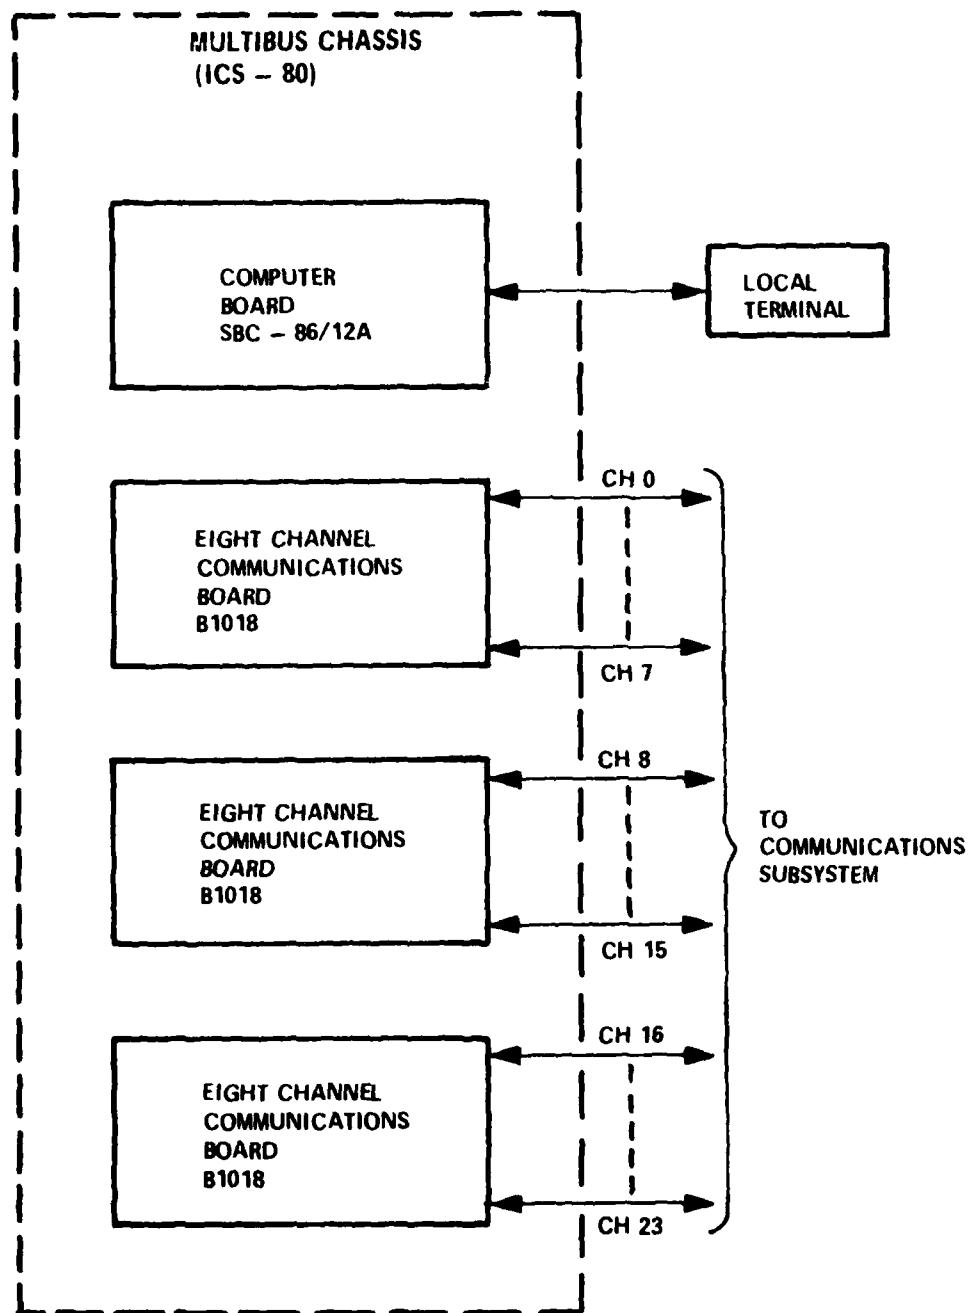 MULTIBUS CHASSIS
(ICS – 80)
COMPUTER
BOARD
SBC – 86/12A
LOCAL
TERMINAL
EIGHT CHANNEL
COMMUNICATIONS
BOARD
B1018
CH 0
CH 7
EIGHT CHANNEL
COMMUNICATIONS
BOARD
B1018
CH 8
CH 15
TO
COMMUNICATIONS
SUBSYSTEM
EIGHT CHANNEL
COMMUNICATIONS
BOARD
B1018
CH 16
CH 23